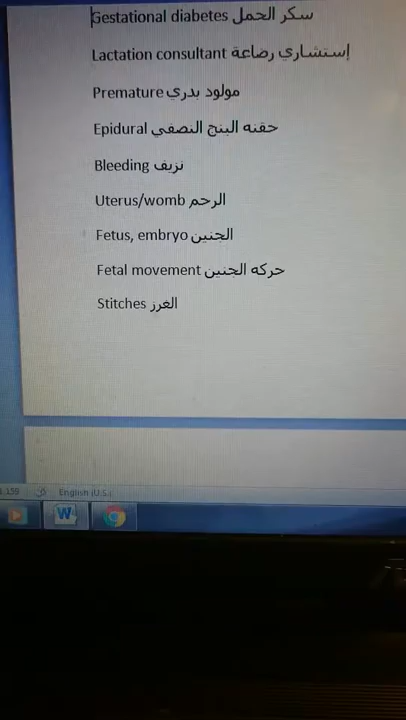 Gestational diabetes سكر الحمل
Lactation consultant إستشاري رضاعة
Premature مولود بدري
Epidural حقنه البنج النصفي
Bleeding نزيف
Uterus/womb الرحم
Fetus, embryo الجنين
Fetal movement حركه الجنين
Stitches الغرز
English (U.S.)